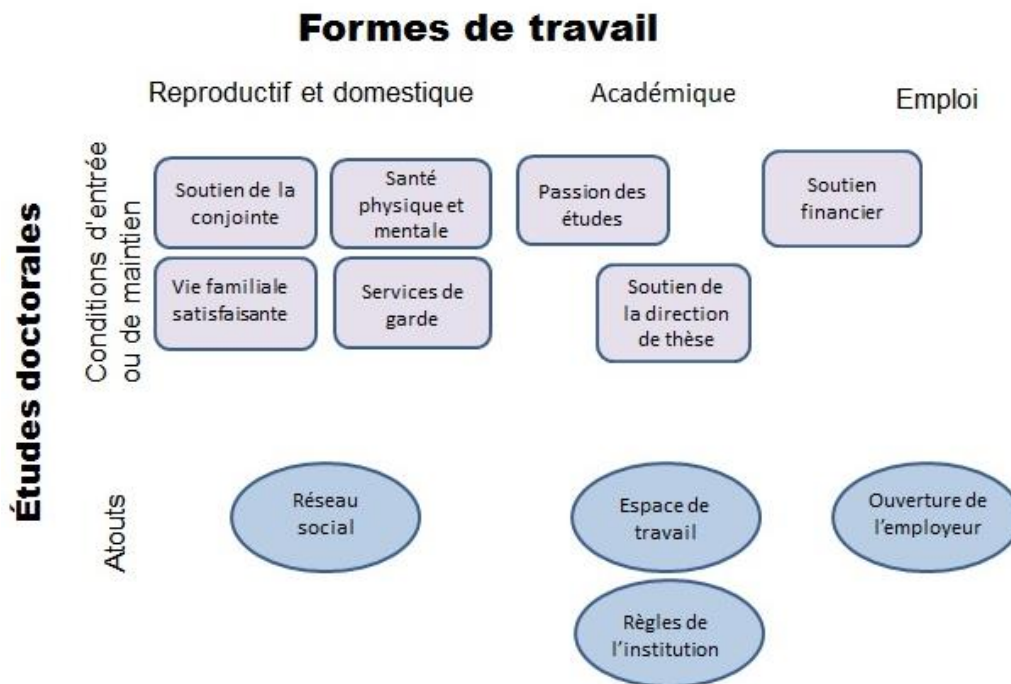 Formes de travail
Reproductif et domestique
Académique
Emploi
Études doctorales
Conditions d'entrée
ou de maintien
Soutien de la
conjointe
Santé
physique et
mentale
Passion des
études
Soutien
financier
Vie familiale
satisfaisante
Services de
garde
Soutien de
la direction
de thèse
Atouts
Réseau
social
Espace de
travail
Ouverture de
l'employeur
Règles de
l'institution